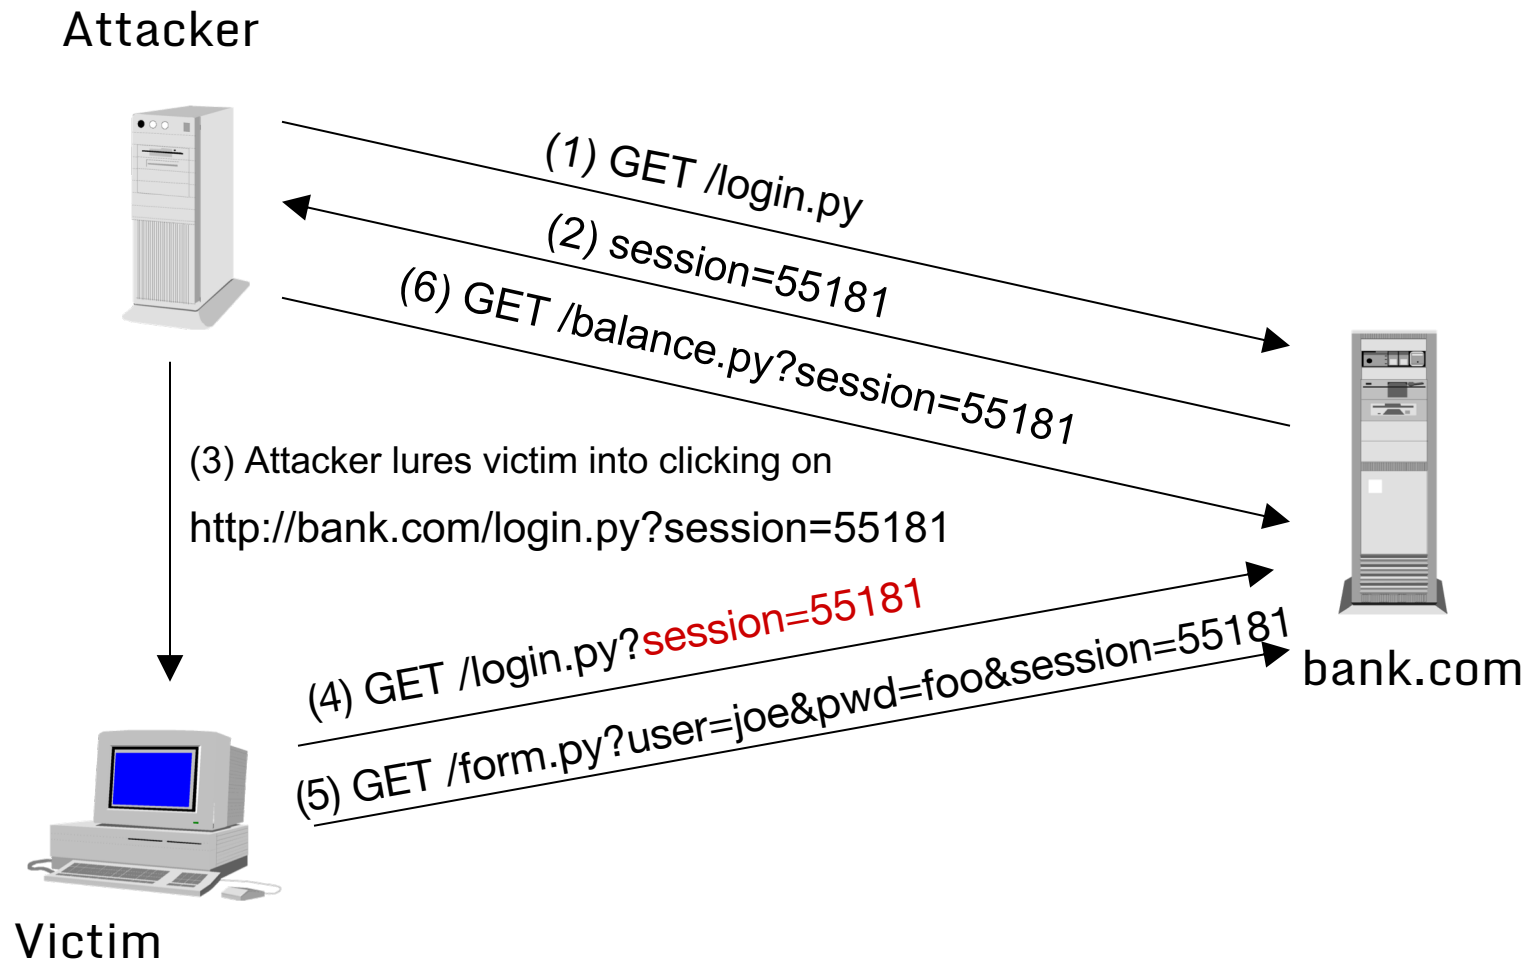 Attacker
(1) GET /login.py
(2) session=55181
(6) GET /balance.py?session=55181
(3) Attacker lures victim into clicking on
http://bank.com/login.py?session=55181
(4) GET /login.py?session=55181
(5) GET /form.py?user=joe&pwd=foo&session=55181
bank.com
Victim